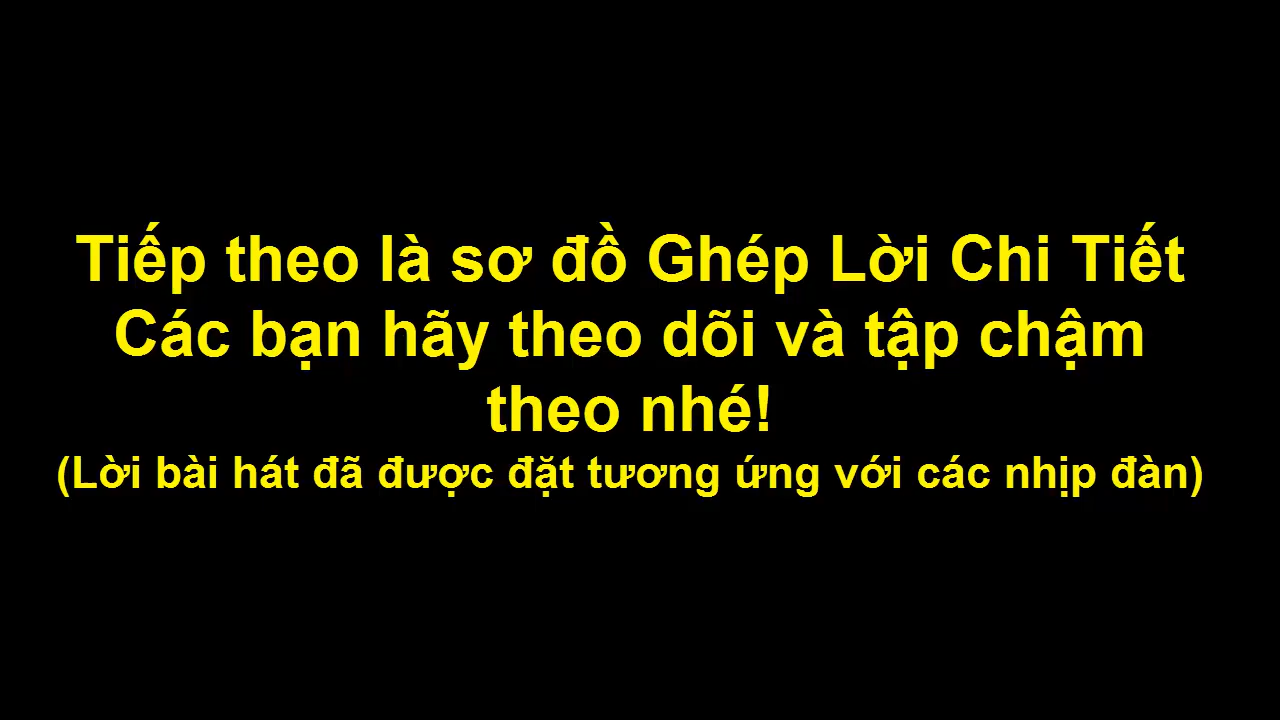 Tiếp theo là sơ đồ Ghép Lời Chi Tiết
Các bạn hãy theo dõi và tập chậm
theo nhé!
(Lời bài hát đã được đặt tương ứng với các nhịp đàn)